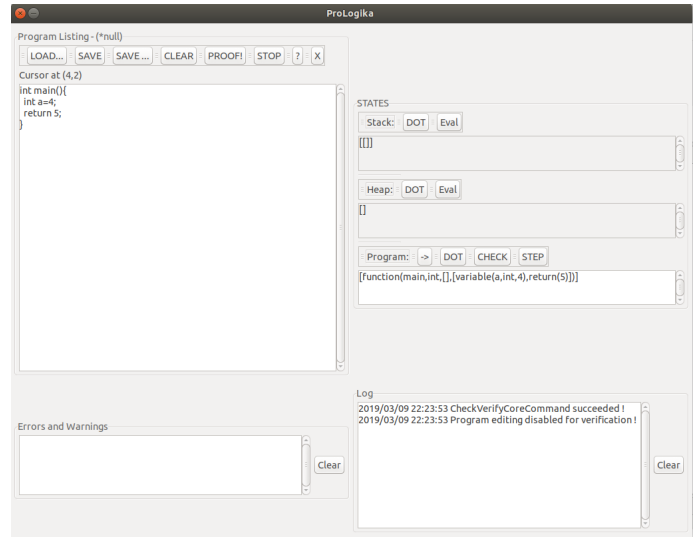 ProLogika
Program Listing - (*null)
LOAD... SAVE SAVE ... CLEAR PROOF! STOP ? X
Cursor at (4,2)
int main(){
int a=4;
return 5;
}
STATES
Stack: DOT Eval
[[]]
Heap: DOT Eval
[]
Program: -> DOT CHECK STEP
[function(main,int,[],[variable(a,int,4),return(5)])]
Errors and Warnings
Clear
Log
2019/03/09 22:23:53 CheckVerifyCoreCommand succeeded !
2019/03/09 22:23:53 Program editing disabled for verification !
Clear